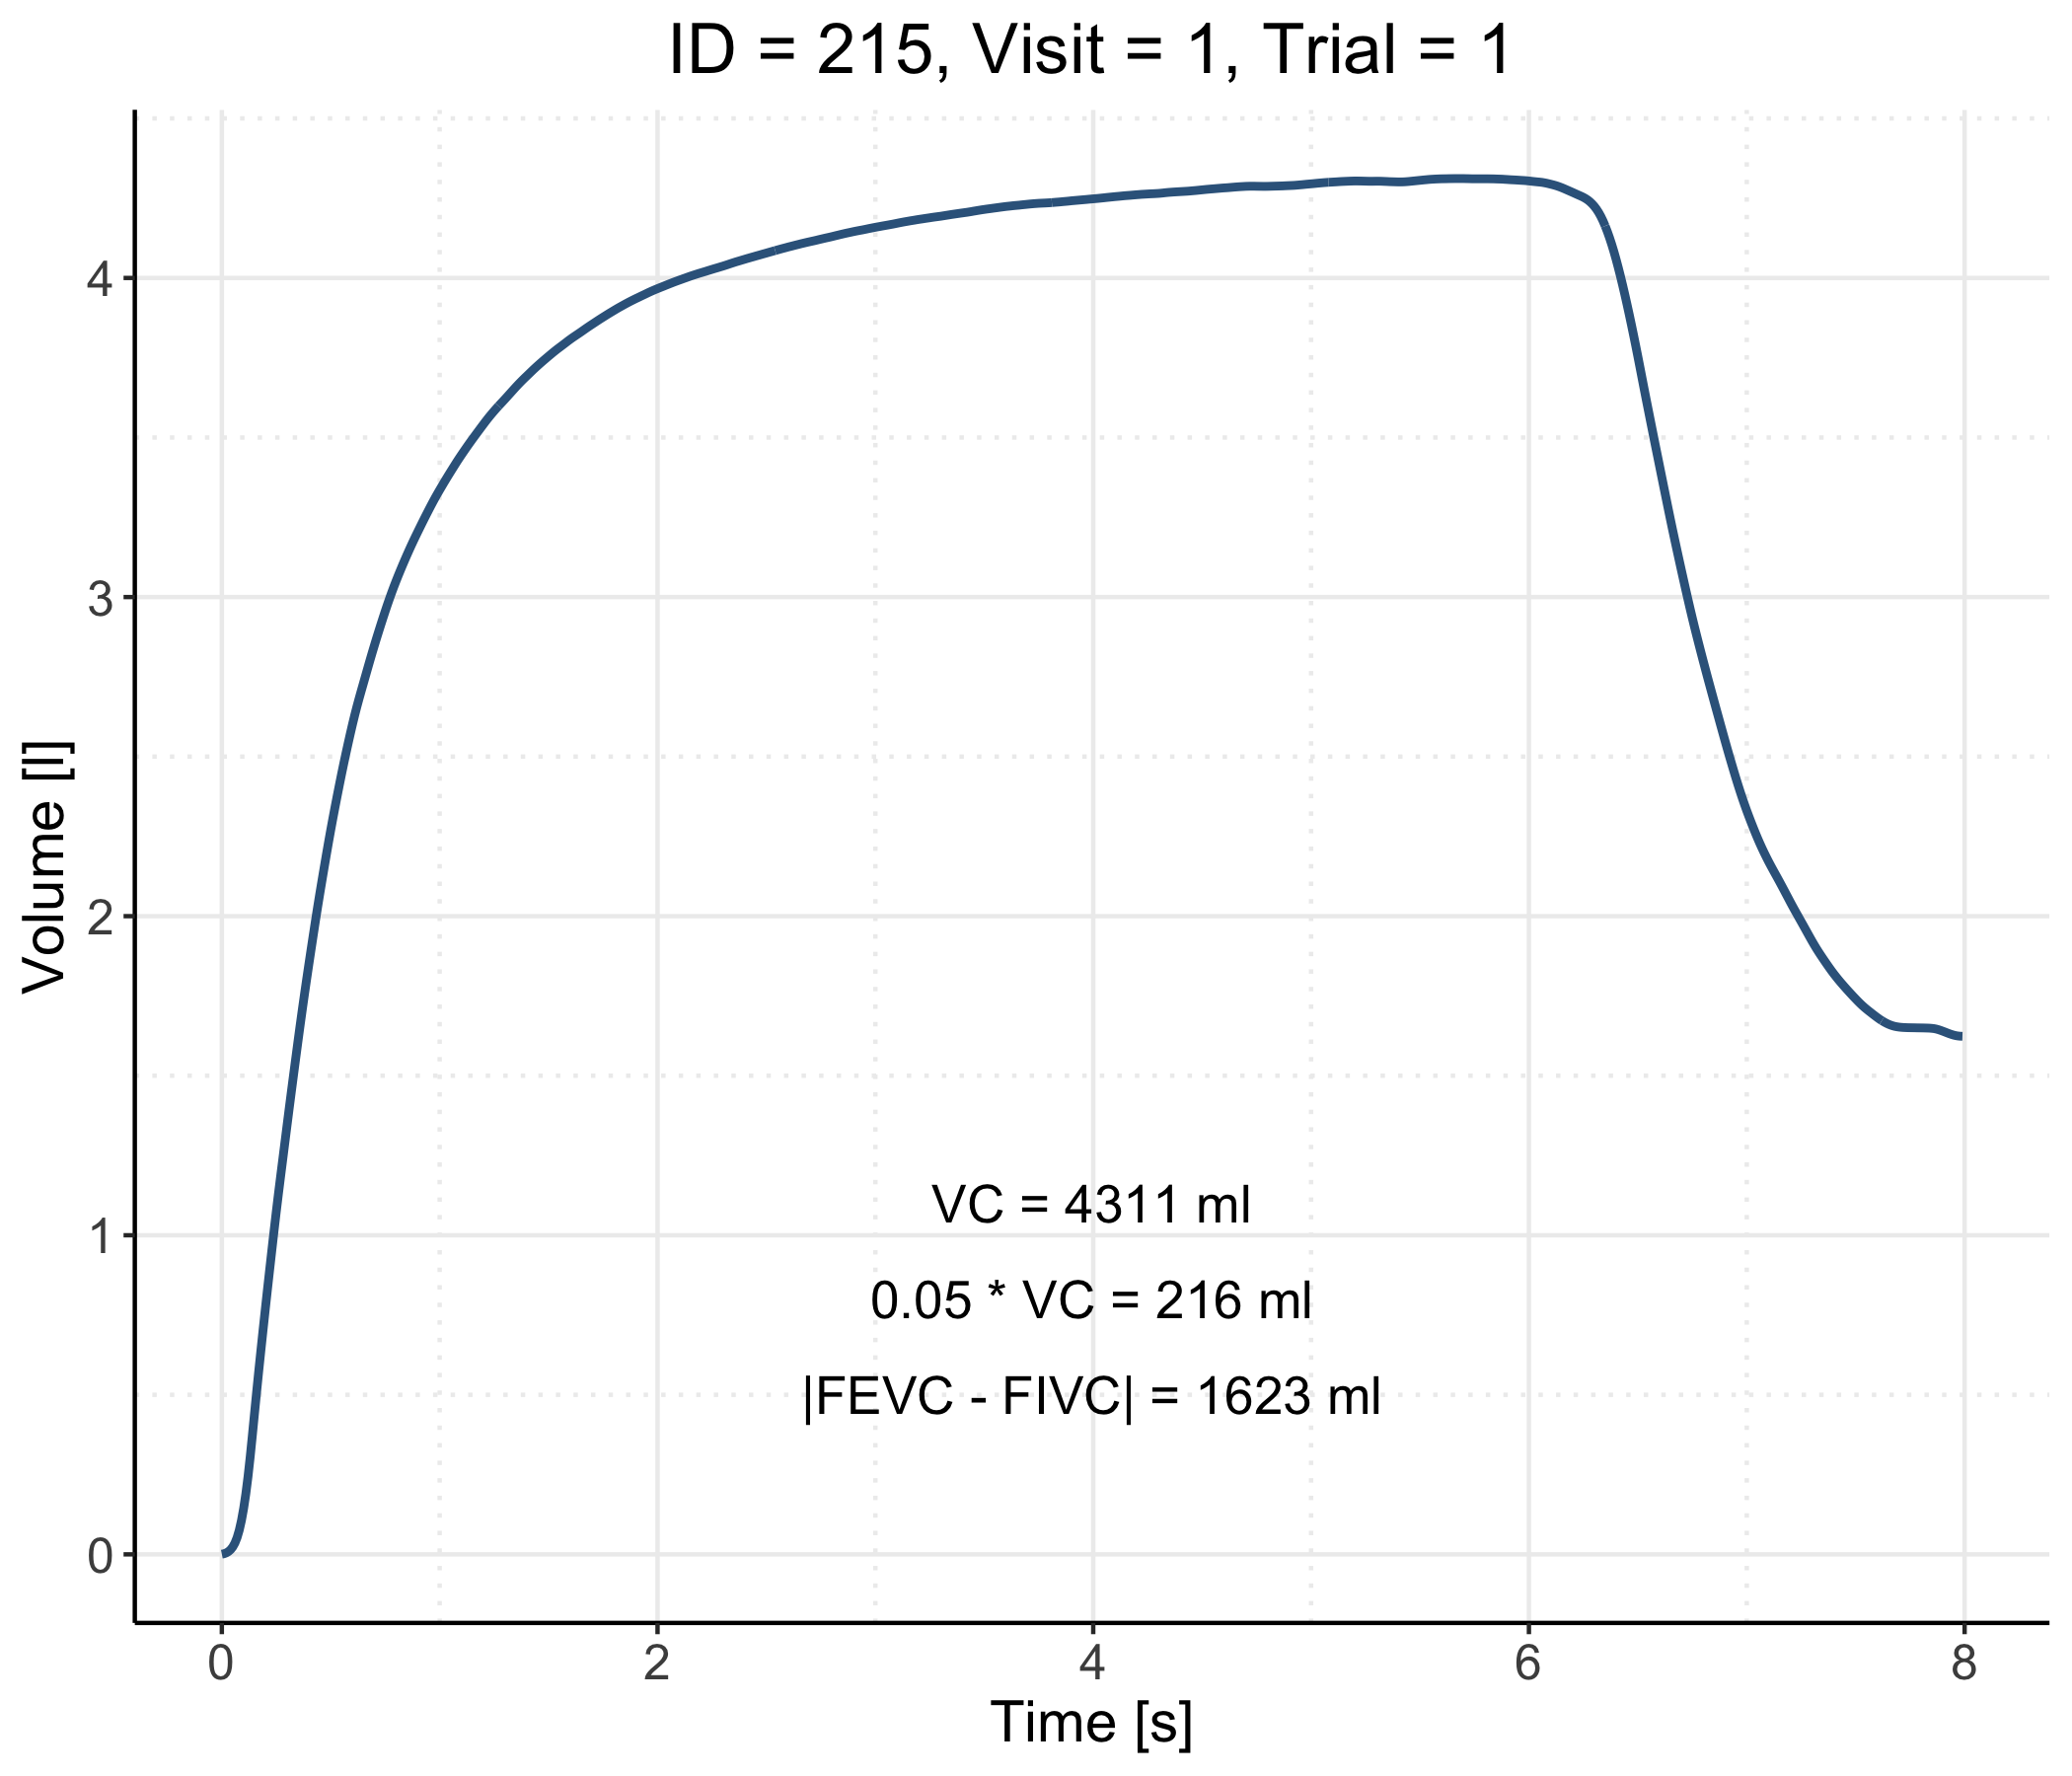 ID = 215, Visit = 1, Trial = 1
Volume [l]
4
3
2
1
0
VC = 4311 ml
0.05 * VC = 216 ml
|FEVC - FIVC| = 1623 ml
0 2 4 6 8
Time [s]